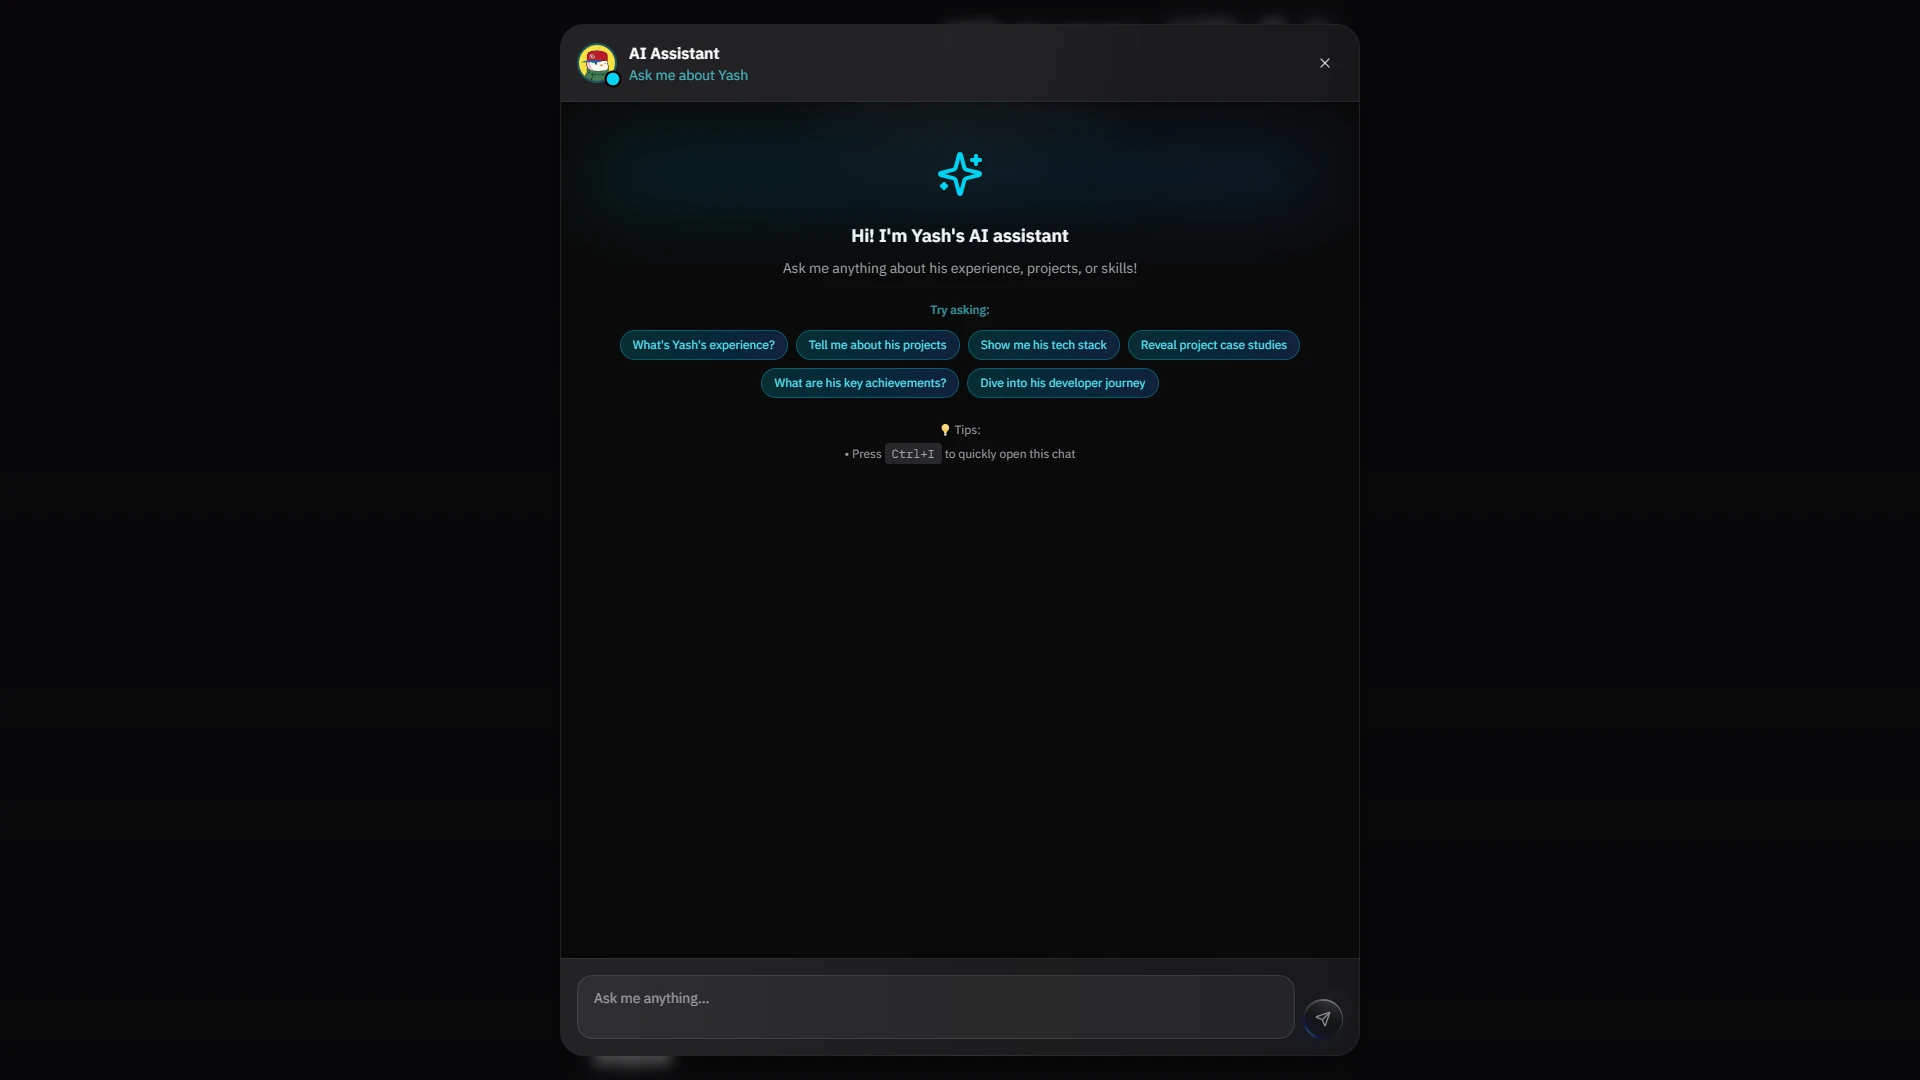 AI Assistant
Ask me about Yash
Hi! I'm Yash's AI assistant
Ask me anything about his experience, projects, or skills!
Try asking:
What's Yash's experience?
Tell me about his projects
Show me his tech stack
Reveal project case studies
What are his key achievements?
Dive into his developer journey
💡 Tips:
• Press Ctrl+I to quickly open this chat
Ask me anything...